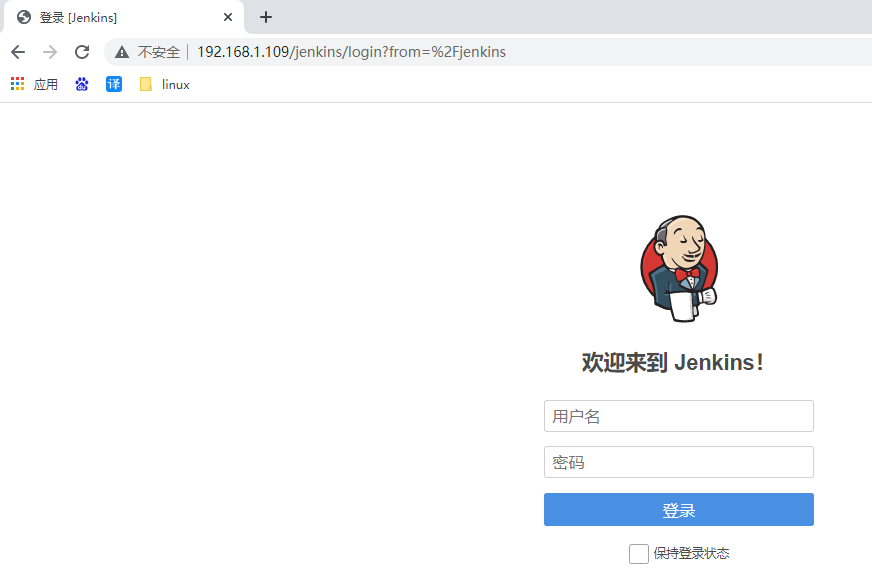 登录 [Jenkins]
不安全 192.168.1.109/jenkins/login?from=%2Fjenkins
应用 译 linux
欢迎来到 Jenkins!
用户名
密码
登录
保持登录状态